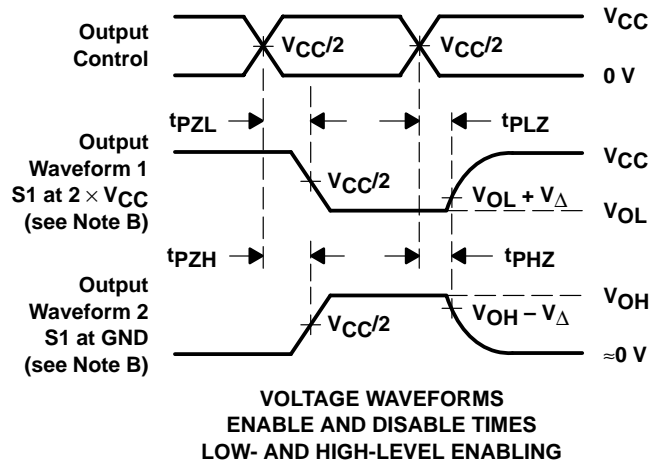 Output
Control
VCC/2
VCC/2
VCC
0 V
tPZL
tPLZ
Output
Waveform 1
S1 at 2 × VCC
(see Note B)
VCC/2
VCC
VOL + VΔ
VOL
tPZH
tPHZ
Output
Waveform 2
S1 at GND
(see Note B)
VCC/2
VOH
VOH − VΔ
≈0 V
VOLTAGE WAVEFORMS
ENABLE AND DISABLE TIMES
LOW- AND HIGH-LEVEL ENABLING